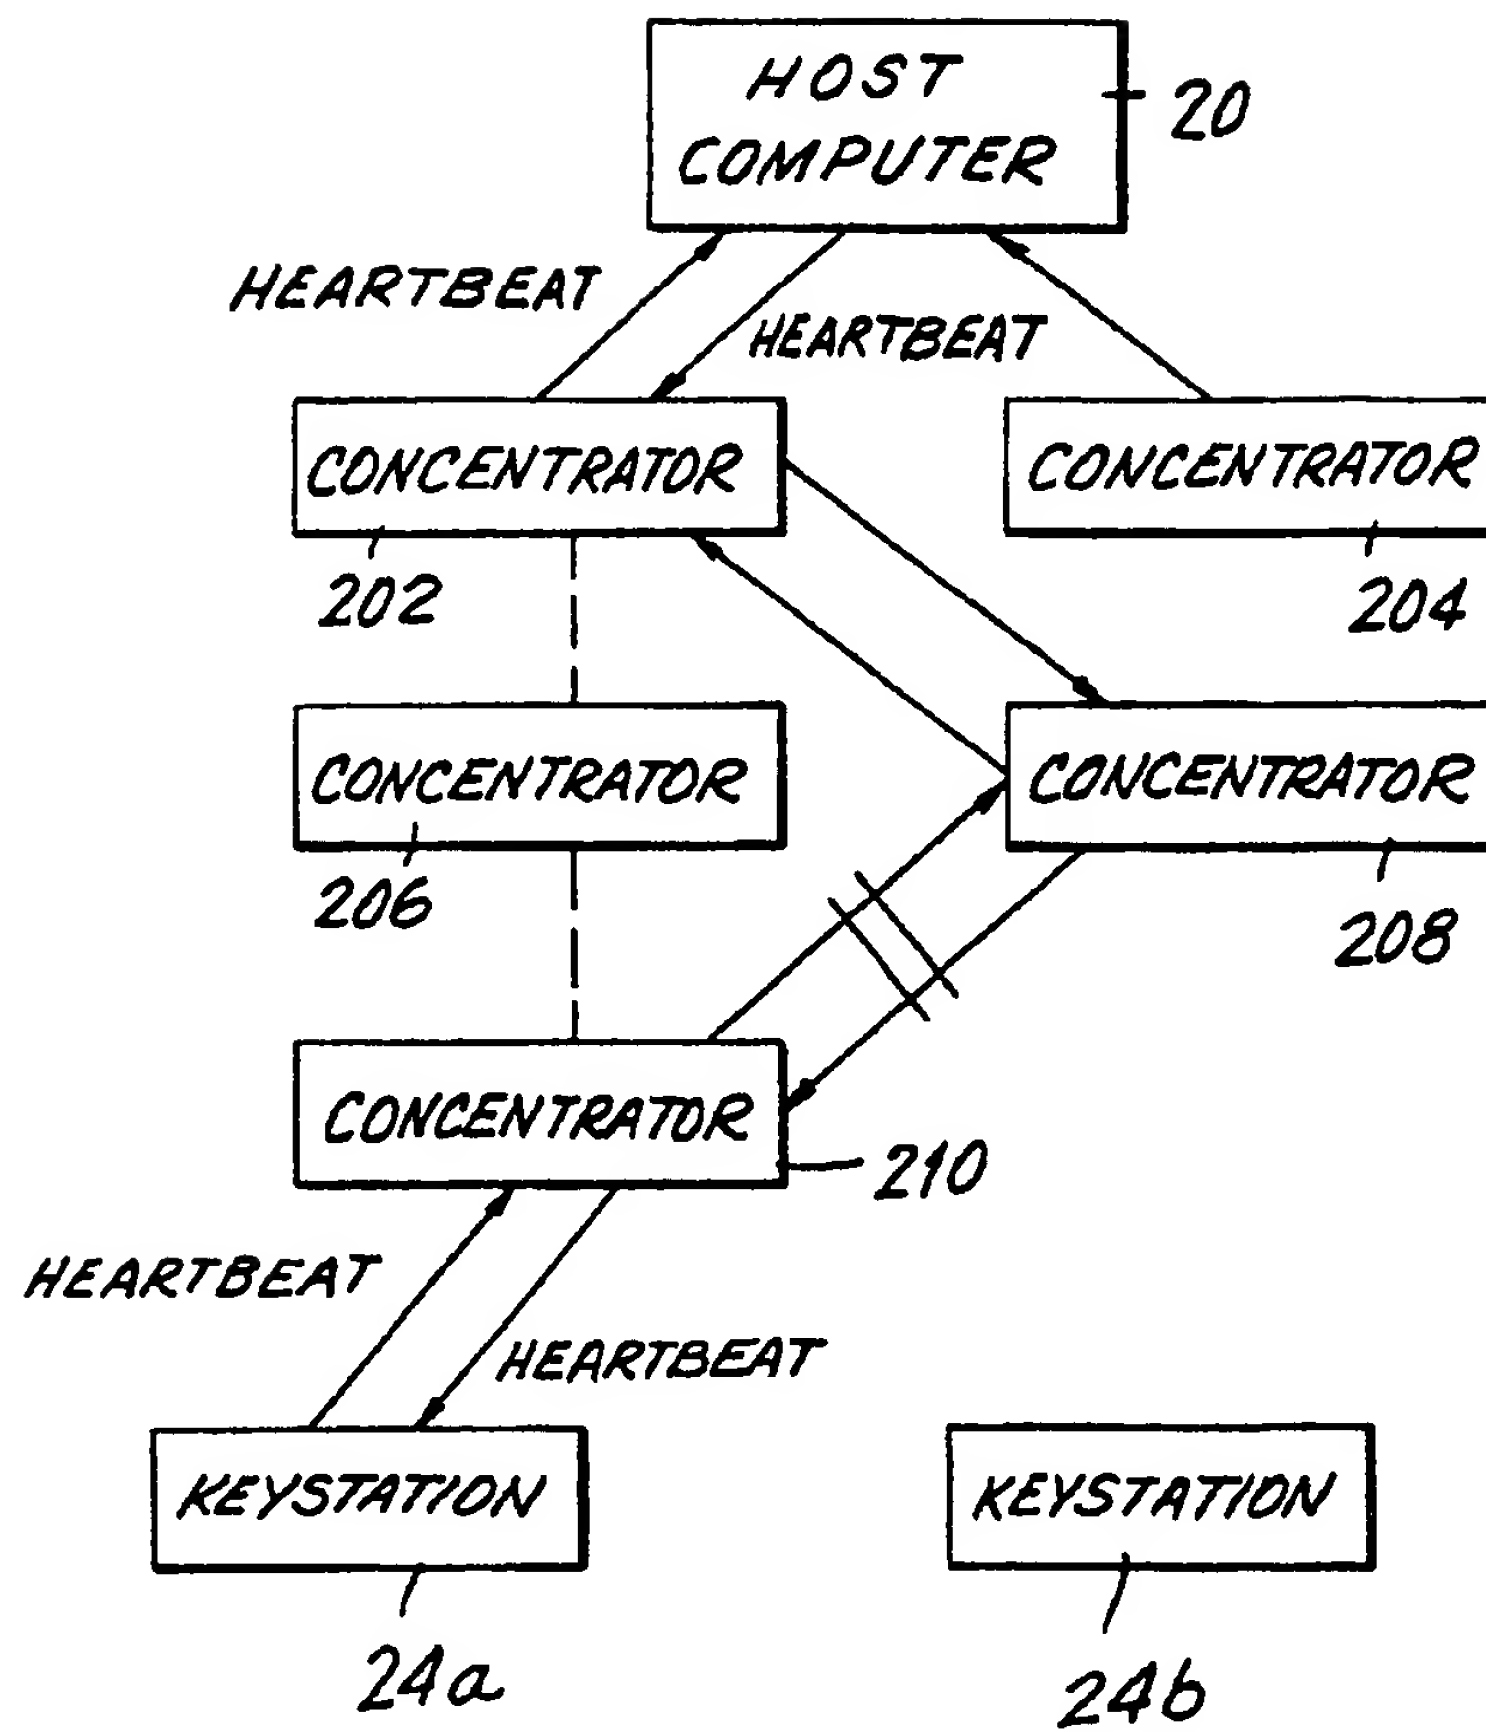 HOST
COMPUTER
20
HEARTBEAT
HEARTBEAT
CONCENTRATOR
CONCENTRATOR
202
204
CONCENTRATOR
CONCENTRATOR
206
208
CONCENTRATOR
210
HEARTBEAT
HEARTBEAT
KEYSTATION
KEYSTATION
24a
24b